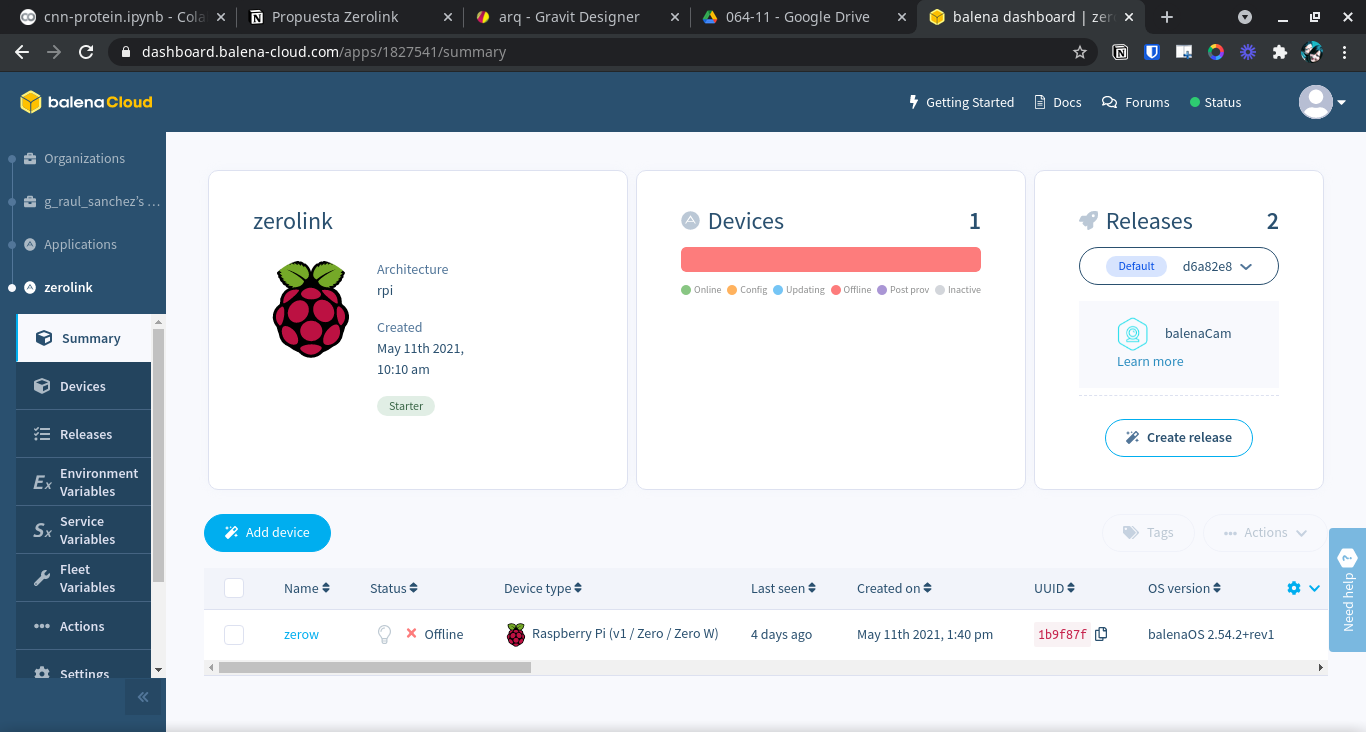 cnn-protein.ipynb - Cola
Propuesta Zerolink
arq - Gravit Designer
064-11 - Google Drive
balena dashboard | zer
dashboard.balena-cloud.com/apps/1827541/summary
balenaCloud
Getting Started
Docs
Forums
Status
Organizations
g_raul_sanchez's ...
Applications
zerolink
Summary
Devices
Releases
Ex Environment
Variables
Sx Service
Variables
Fleet
Variables
Actions
Settings
zerolink
Architecture
rpi
Created
May 11th 2021,
10:10 am
Starter
Devices 1
Online Config Updating Offline Post prov Inactive
Releases 2
Default d6a82e8
balenaCam
Learn more
Create release
Add device
Tags
Actions
Name Status Device type Last seen Created on UUID OS version
zerow Offline Raspberry Pi (v1 / Zero / Zero W) 4 days ago May 11th 2021, 1:40 pm 1b9f87f balenaOS 2.54.2+rev1
Need help